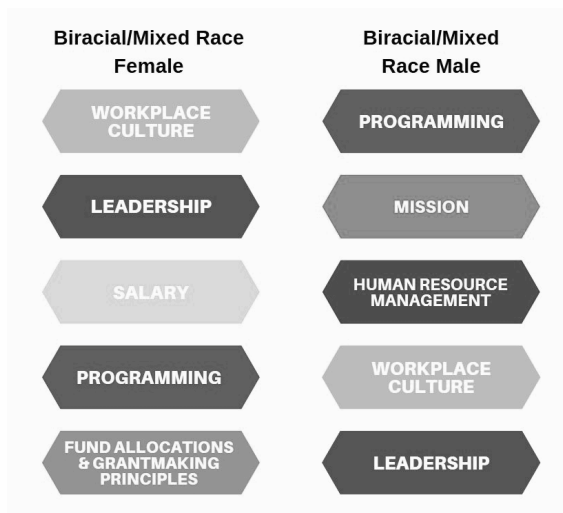 Biracial/Mixed Race
Female
WORKPLACE
CULTURE
LEADERSHIP
SALARY
PROGRAMMING
FUND ALLOCATIONS
& GRANTMAKING
PRINCIPLES
Biracial/Mixed
Race Male
PROGRAMMING
MISSION
HUMAN RESOURCE
MANAGEMENT
WORKPLACE
CULTURE
LEADERSHIP